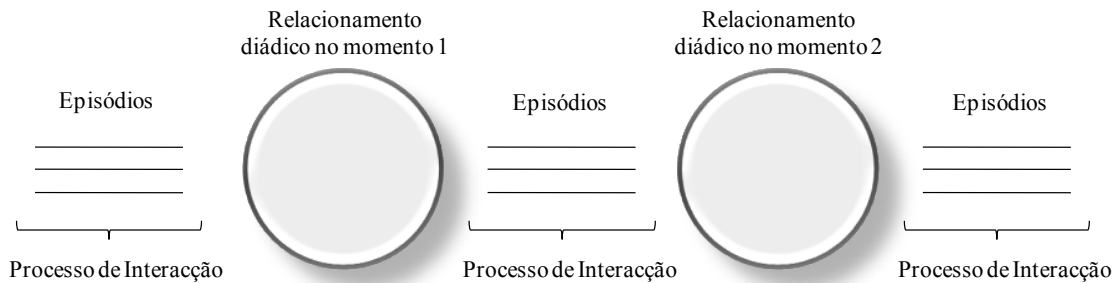 Relacionamento
diádico no momento 1
Relacionamento
diádico no momento 2
Episódios
Episódios
Episódios
Processo de Interacção
Processo de Interacção
Processo de Interacção